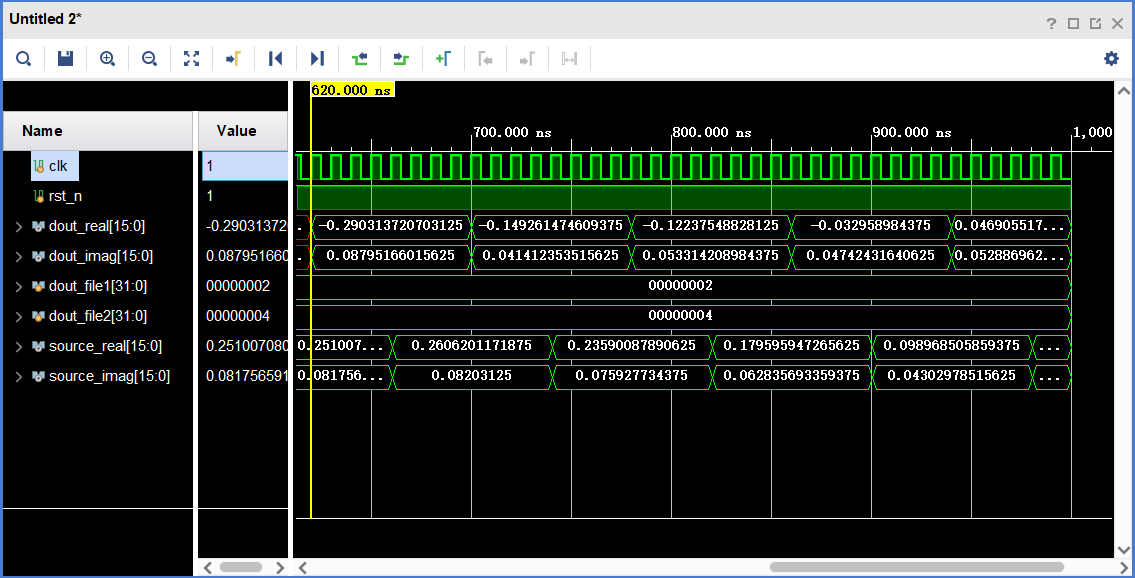 Untitled 2*
620.000 ns
Name Value 700.000 ns 800.000 ns 900.000 ns 1,000
clk 1
rst_n 1
dout_real[15:0] -0.29031372 . -0.290313720703125 -0.149261474609375 -0.12237548828125 -0.032958984375 0.046905517...
dout_imag[15:0] 0.087951660 . 0.08795166015625 0.041412353515625 0.053314208984375 0.04742431640625 0.052886962...
dout_file1[31:0] 00000002 00000002
dout_file2[31:0] 00000004 00000004
source_real[15:0] 0.251007080 0.251007... 0.2606201171875 0.23590087890625 0.179595947265625 0.098968505859375 ...
source_imag[15:0] 0.081756591 0.081756... 0.08203125 0.075927734375 0.062835693359375 0.04302978515625 ...